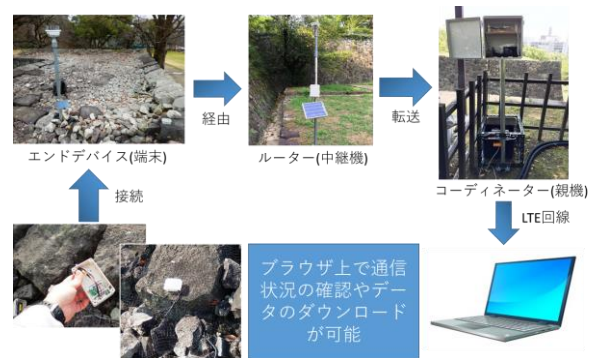 経由
転送
エンドデバイス(端末)
ルーター(中継機)
コーディネーター(親機)
接続
LTE回線
ブラウザ上で通信
状況の確認やデー
タのダウンロード
が可能